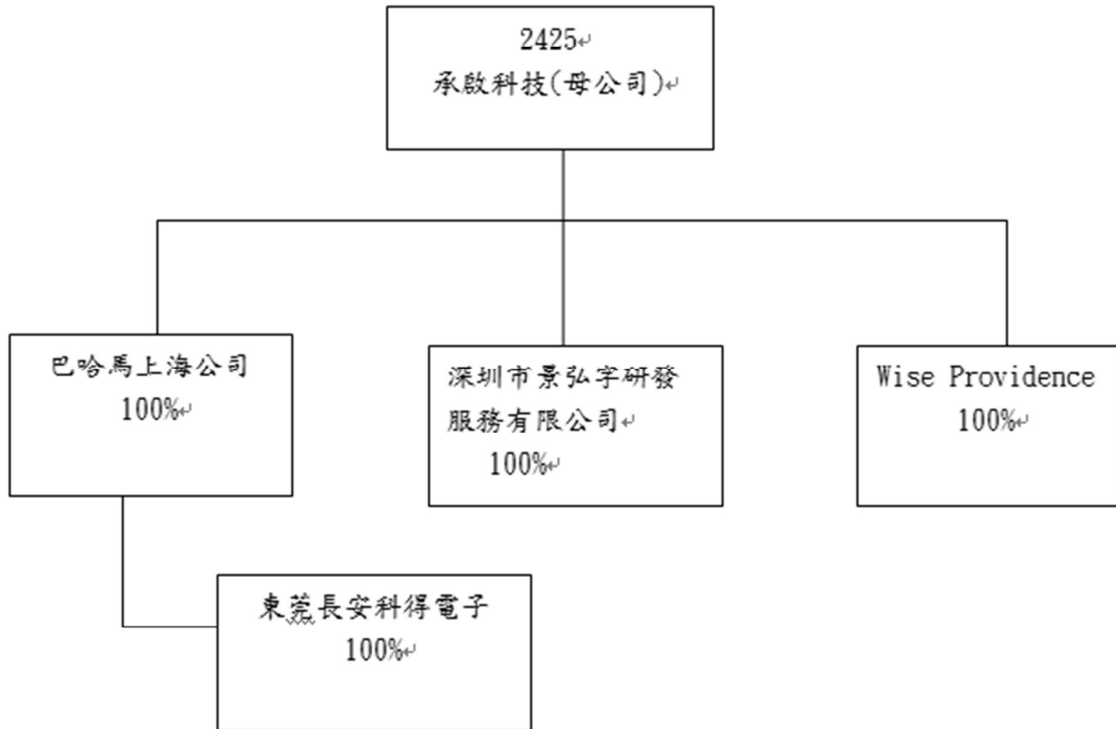 2425
承啟科技(母公司)
巴哈馬上海公司
100%
深圳市景弘字研發
服務有限公司
100%
Wise Providence
100%
東莞長安科得電子
100%